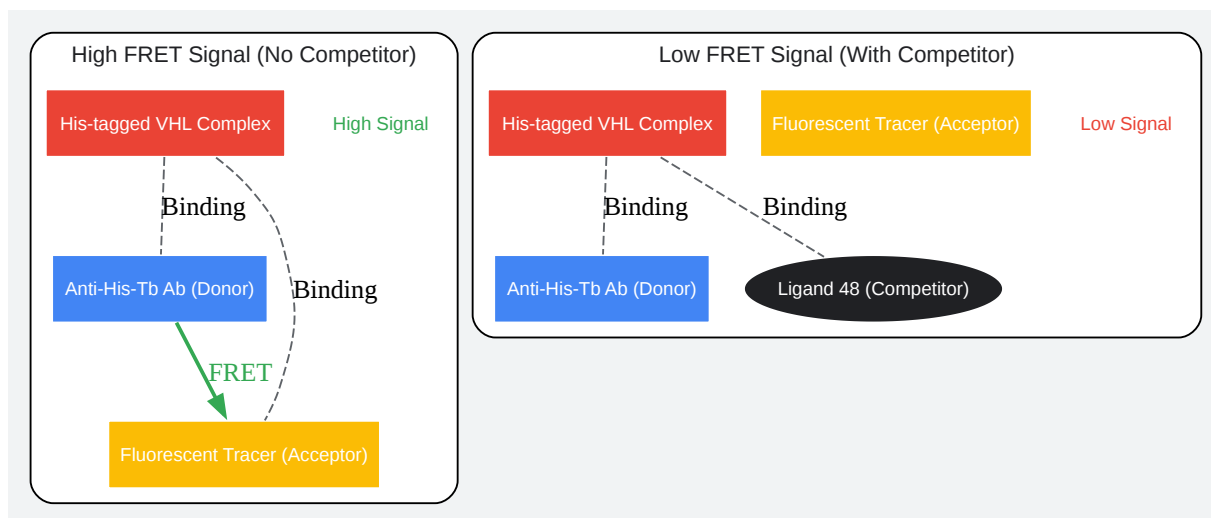 High FRET Signal (No Competitor)
His-tagged VHL Complex
High Signal
Binding
Anti-His-Tb Ab (Donor)
Binding
FRET
Fluorescent Tracer (Acceptor)
Low FRET Signal (With Competitor)
His-tagged VHL Complex
Fluorescent Tracer (Acceptor)
Low Signal
Binding
Binding
Anti-His-Tb Ab (Donor)
Ligand 48 (Competitor)